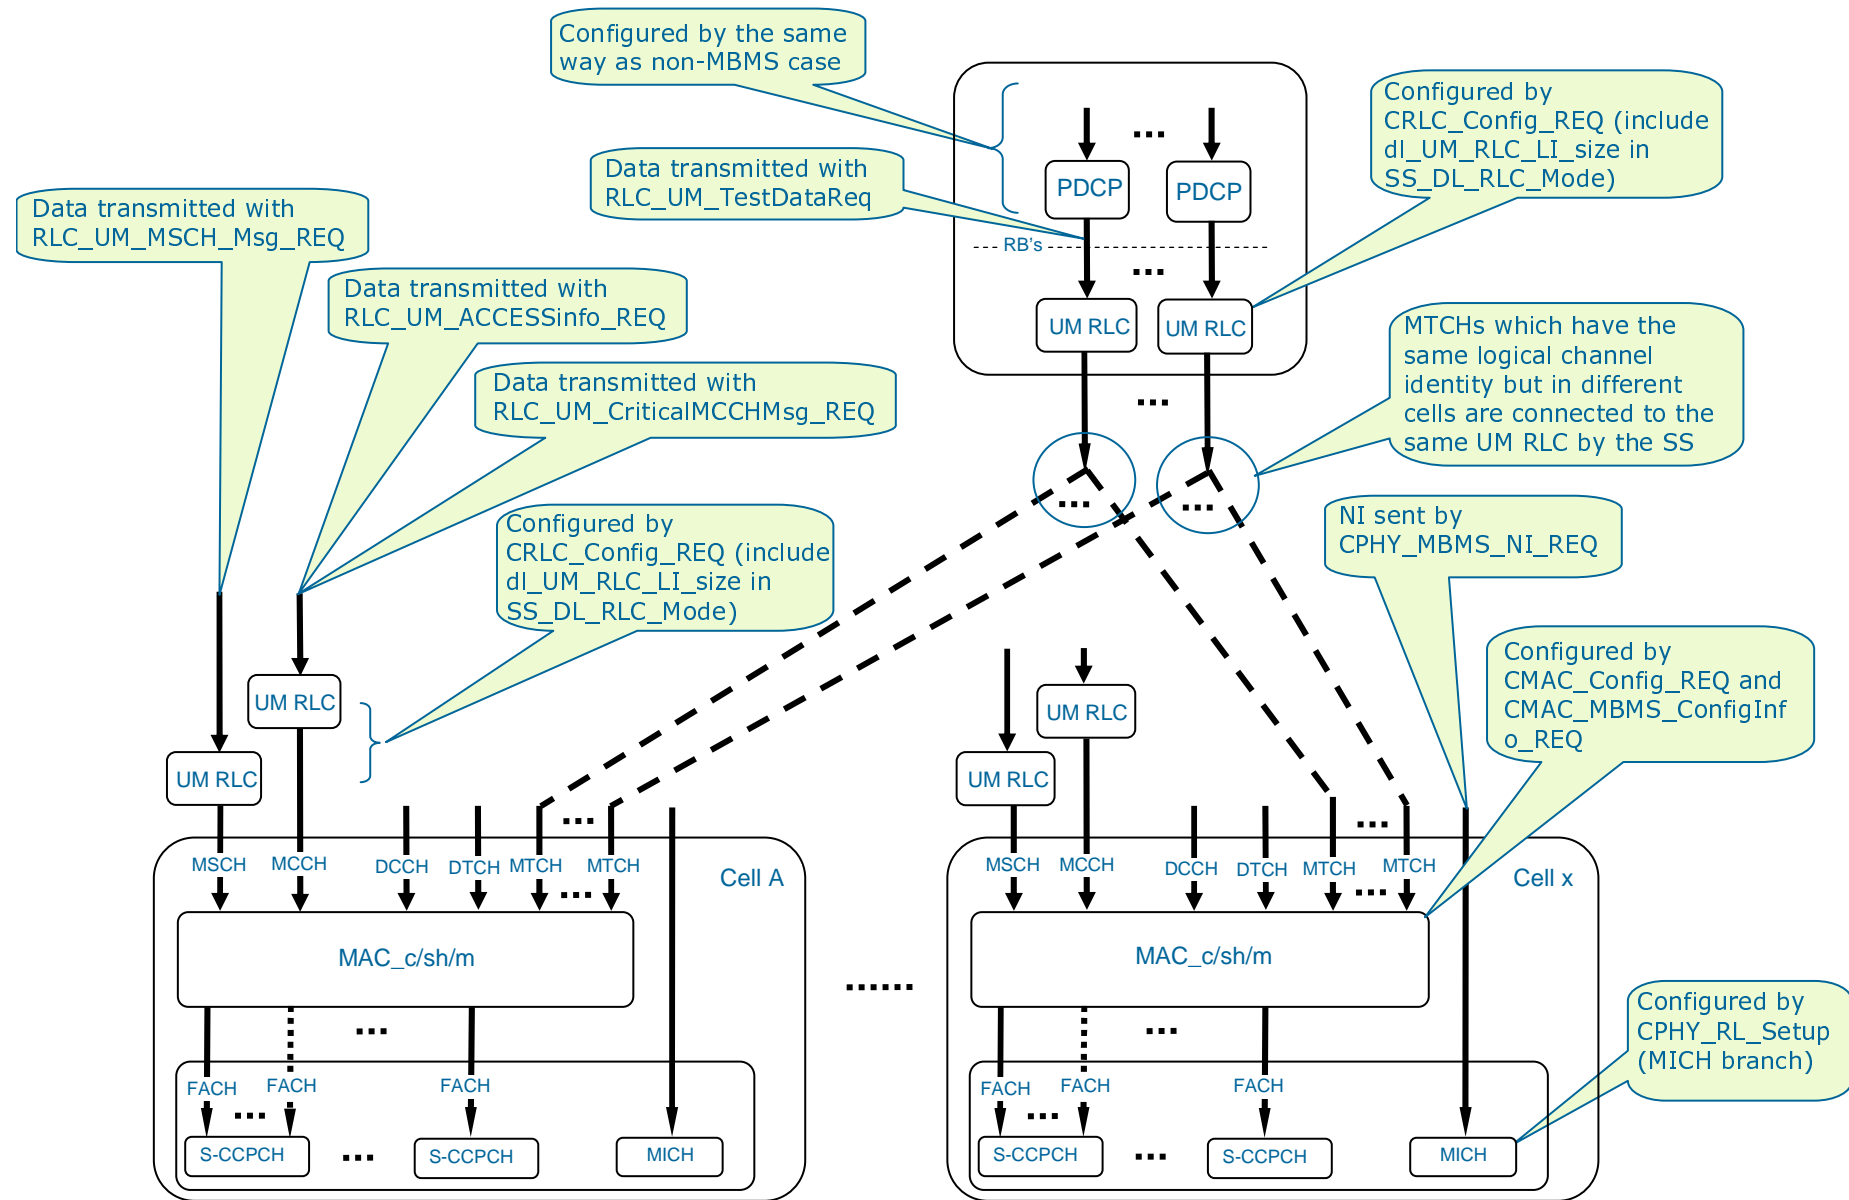 Configured by the same
way as non-MBMS case
Configured by
CRLC_Config_REQ (include
dl_UM_RLC_LI_size in
SS_DL_RLC_Mode)
Data transmitted with
RLC_UM_TestDataReq
PDCP
PDCP
Data transmitted with
RLC_UM_MSCH_Msg_REQ
RB's
Data transmitted with
RLC_UM_ACCESSinfo_REQ
UM RLC
UM RLC
MTCHs which have the
same logical channel
identity but in different
cells are connected to the
same UM RLC by the SS
Data transmitted with
RLC_UM_CriticalMCCHMsg_REQ
Configured by
CRLC_Config_REQ (include
dl_UM_RLC_LI_size in
SS_DL_RLC_Mode)
NI sent by
CPHY_MBMS_NI_REQ
Configured by
CMAC_Config_REQ and
CMAC_MBMS_ConfigInf
o_REQ
UM RLC
UM RLC
UM RLC
UM RLC
MSCH
MCCH
DCCH
DTCH
MTCH
MTCH
Cell A
MSCH
MCCH
DCCH
DTCH
MTCH
MTCH
Cell x
MAC_c/sh/m
MAC_c/sh/m
Configured by
CPHY_RL_Setup
(MICH branch)
FACH
FACH
FACH
FACH
FACH
FACH
S-CCPCH
S-CCPCH
MICH
S-CCPCH
S-CCPCH
MICH